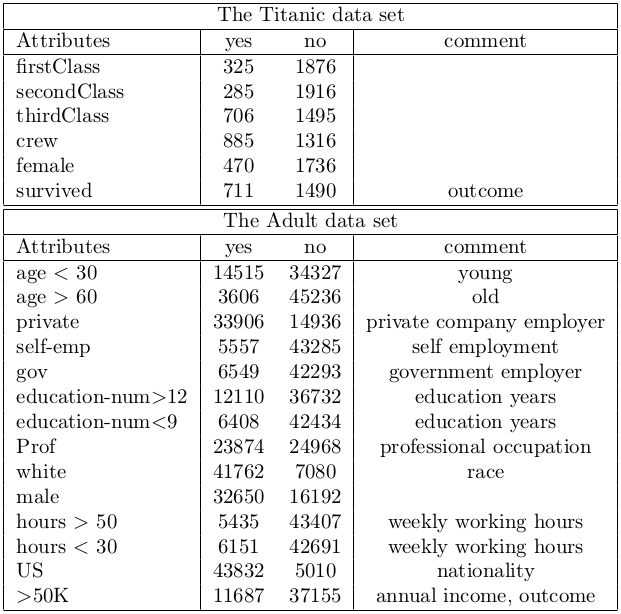 The Titanic data set
Attributes yes no comment
firstClass 325 1876
secondClass 285 1916
thirdClass 706 1495
crew 885 1316
female 470 1736
survived 711 1490 outcome
The Adult data set
Attributes yes no comment
age < 30 14515 34327 young
age > 60 3606 45236 old
private 33906 14936 private company employer
self-emp 5557 43285 self employment
gov 6549 42293 government employer
education-num>12 12110 36732 education years
education-num<9 6408 42434 education years
Prof 23874 24968 professional occupation
white 41762 7080 race
male 32650 16192
hours > 50 5435 43407 weekly working hours
hours < 30 6151 42691 weekly working hours
US 43832 5010 nationality
>50K 11687 37155 annual income, outcome